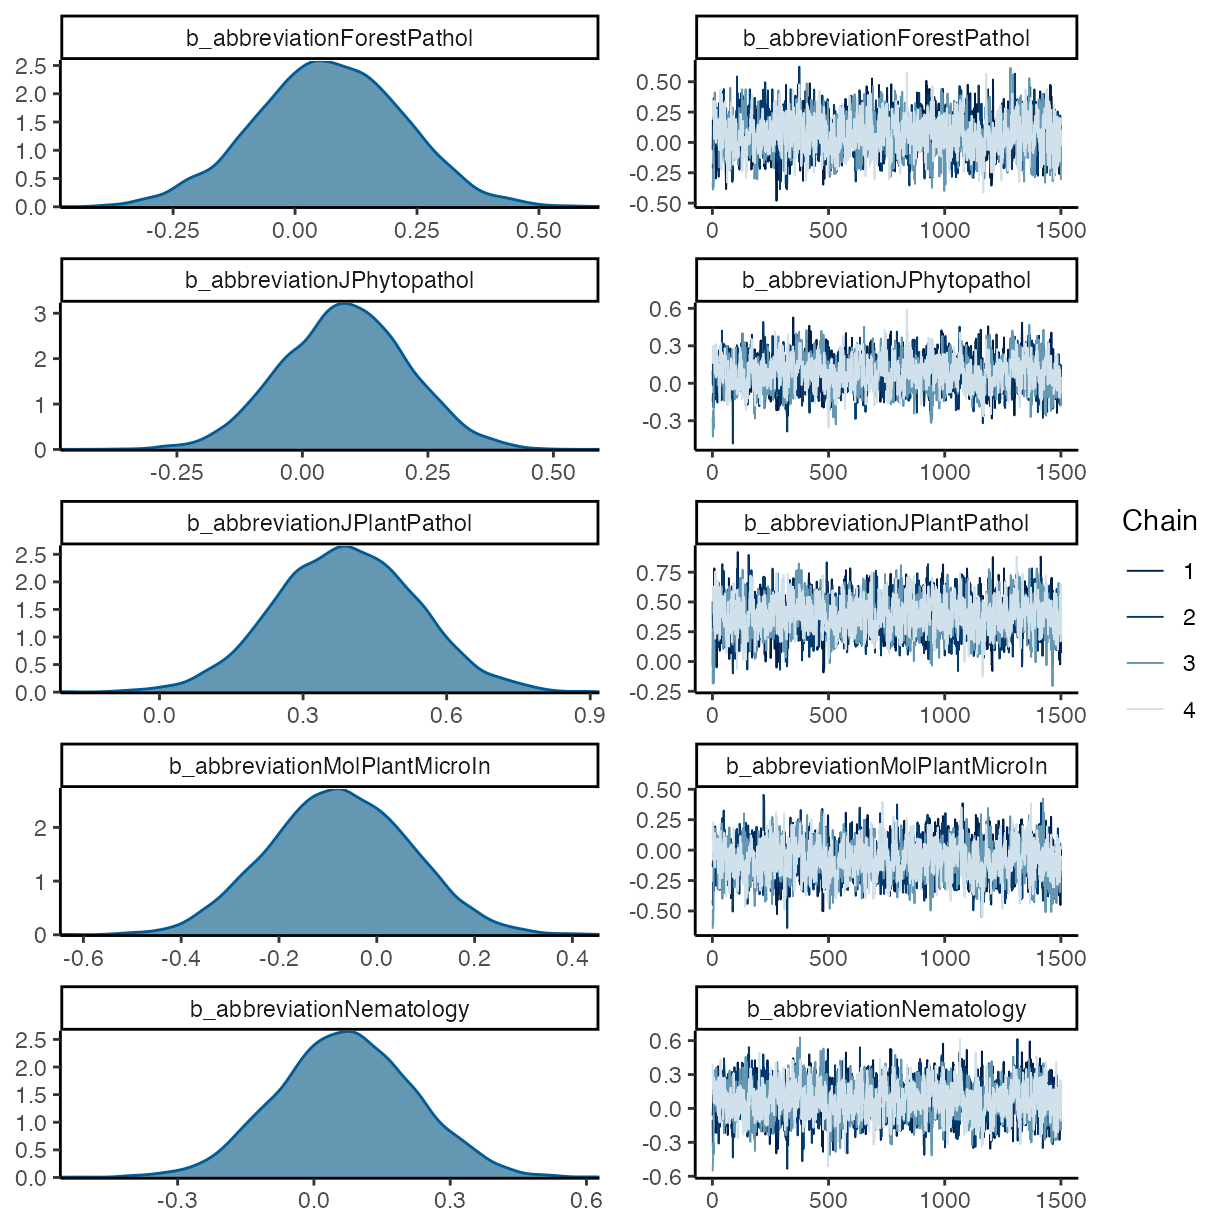 b_abbreviationForestPathol
2.5
2.0
1.5
1.0
0.5
0.0
-0.25 0.00 0.25 0.50
b_abbreviationForestPathol
0.50
0.25
0.00
-0.25
-0.50
0 500 1000 1500
b_abbreviationJPhytopathol
3
2
1
0
-0.25 0.00 0.25 0.50
b_abbreviationJPhytopathol
0.6
0.3
0.0
-0.3
0 500 1000 1500
b_abbreviationJPlantPathol
2.5
2.0
1.5
1.0
0.5
0.0
0.0 0.3 0.6 0.9
b_abbreviationJPlantPathol
0.75
0.50
0.25
0.00
-0.25
0 500 1000 1500
b_abbreviationMolPlantMicroIn
2
1
0
-0.6 -0.4 -0.2 0.0 0.2 0.4
b_abbreviationMolPlantMicroIn
0.50
0.25
0.00
-0.25
-0.50
0 500 1000 1500
b_abbreviationNematology
2.5
2.0
1.5
1.0
0.5
0.0
-0.3 0.0 0.3 0.6
b_abbreviationNematology
0.6
0.3
0.0
-0.3
-0.6
0 500 1000 1500
Chain
1
2
3
4